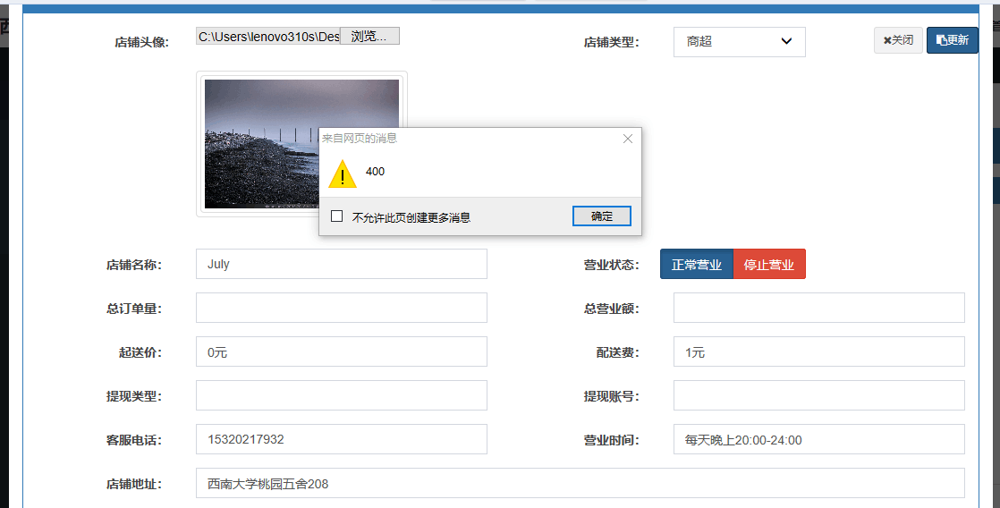 店铺头像： C:\Users\lenovo310s\Des 浏览... 店铺类型： 商超 ✖关闭 更新
来自网页的消息
400
不允许此页创建更多消息 确定
店铺名称： July 营业状态： 正常营业 停止营业
总订单量： 总营业额：
起送价： 0元 配送费： 1元
提现类型： 提现账号：
客服电话： 15320217932 营业时间： 每天晚上20:00-24:00
店铺地址： 西南大学桃园五舍208